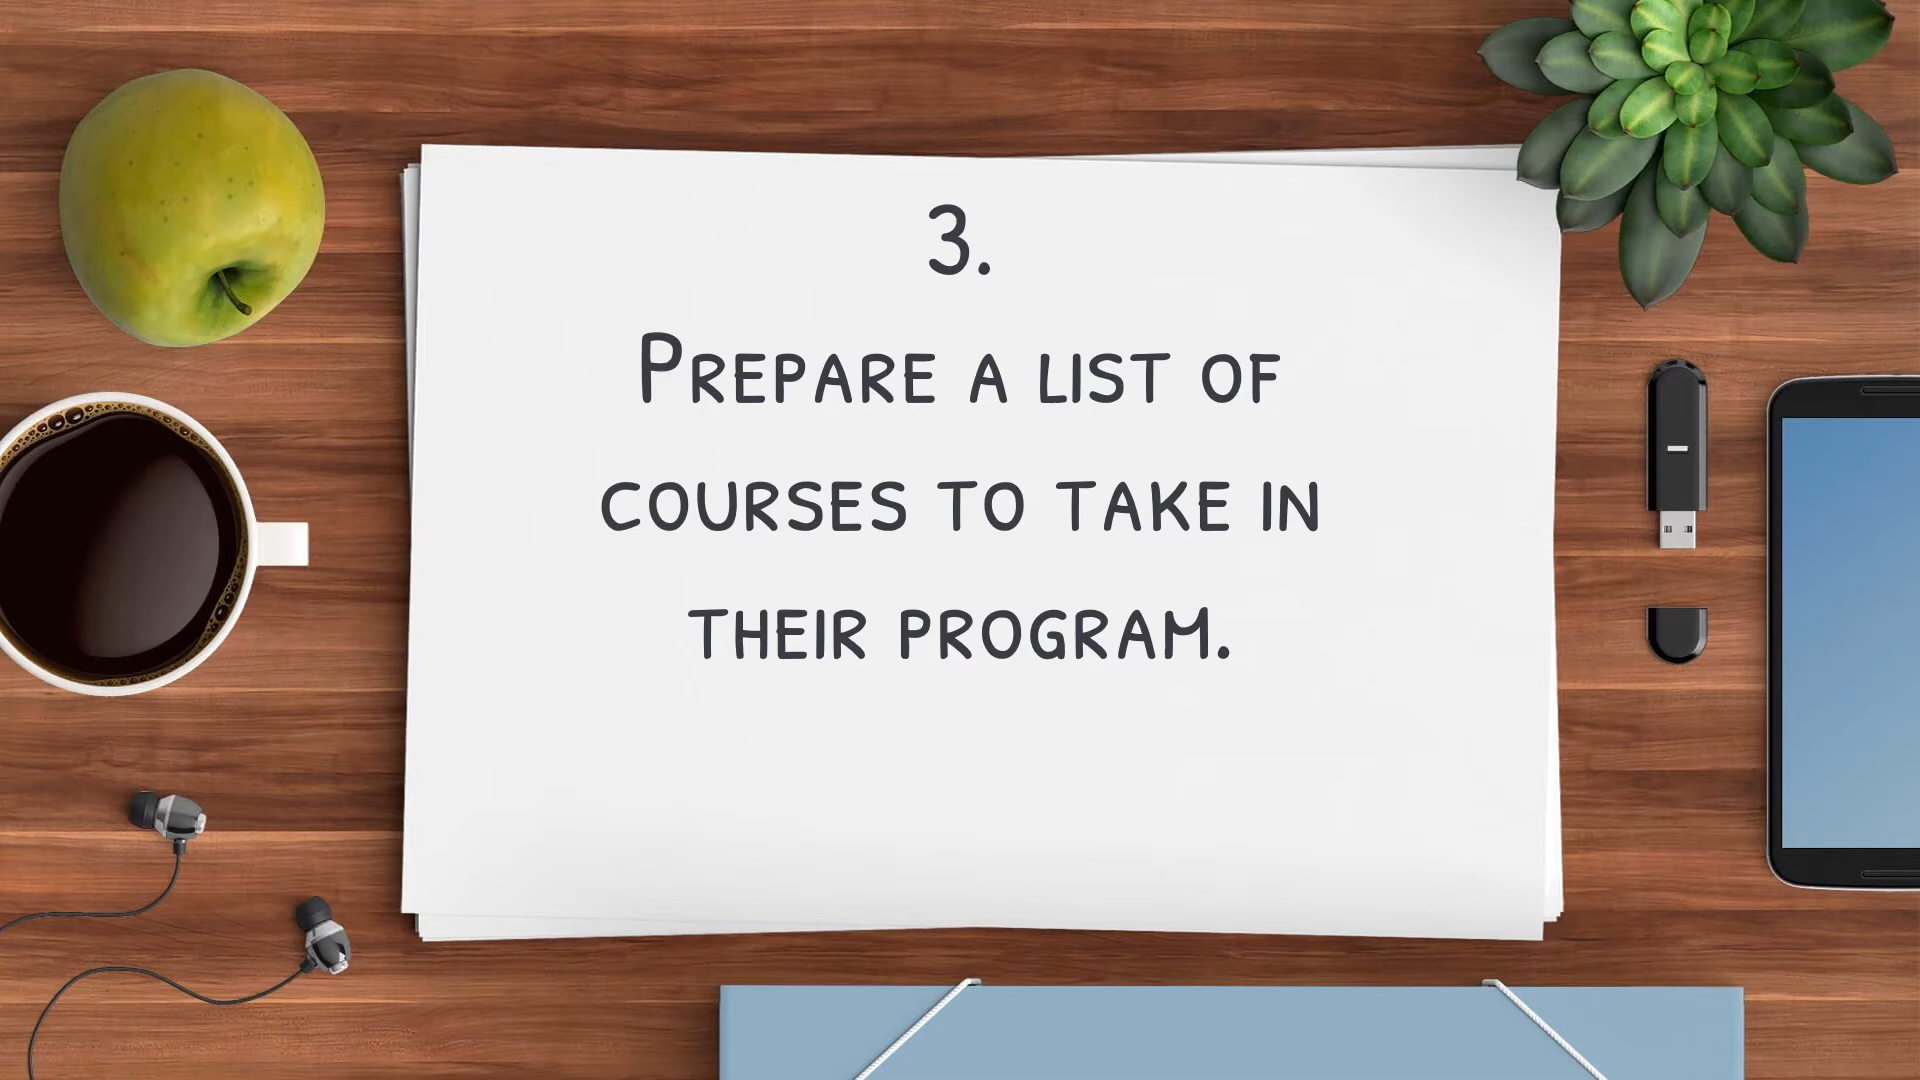 3.
Prepare a list of
courses to take in
their program.